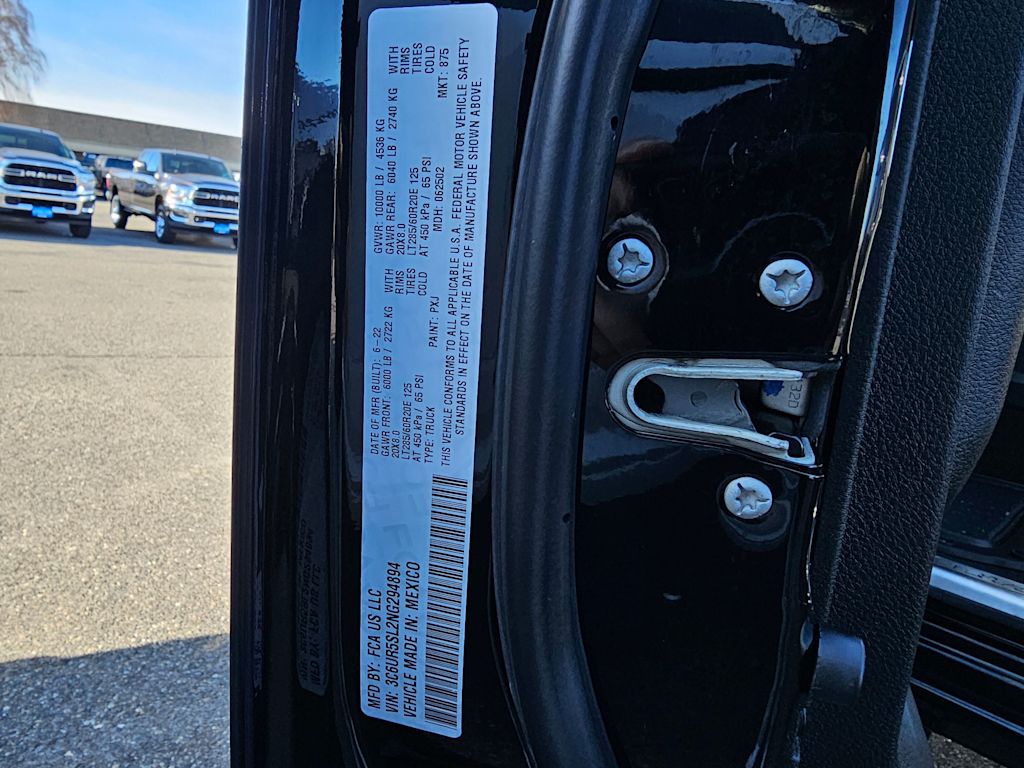 MFD BY: FCA US LLC
VIN: 3C6UR5SL2NG294894
VEHICLE MADE IN: MEXICO
DATE OF MFR (BUILT): 6-22 GVWR: 10000 LB / 4536 KG
GAWR FRONT: 6000 LB / 2722 KG WITH GAWR REAR: 6040 LB / 2740 KG WITH
20X8.0 RIMS 20X8.0 RIMS
LT285/60R20E 125 TIRES LT285/60R20E 125 TIRES
AT 450 kPa / 65 PSI COLD AT 450 kPa / 65 PSI COLD
TYPE: TRUCK PAINT: PXJ MDH: 062502 MKT: 875
THIS VEHICLE CONFORMS TO ALL APPLICABLE U.S.A. FEDERAL MOTOR VEHICLE SAFETY
STANDARDS IN EFFECT ON THE DATE OF MANUFACTURE SHOWN ABOVE.
RAM
RAM
320